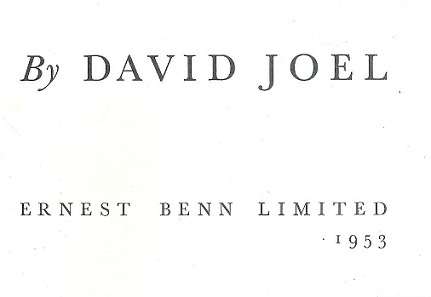 By DAVID JOEL
ERNEST BENN LIMITED
1953